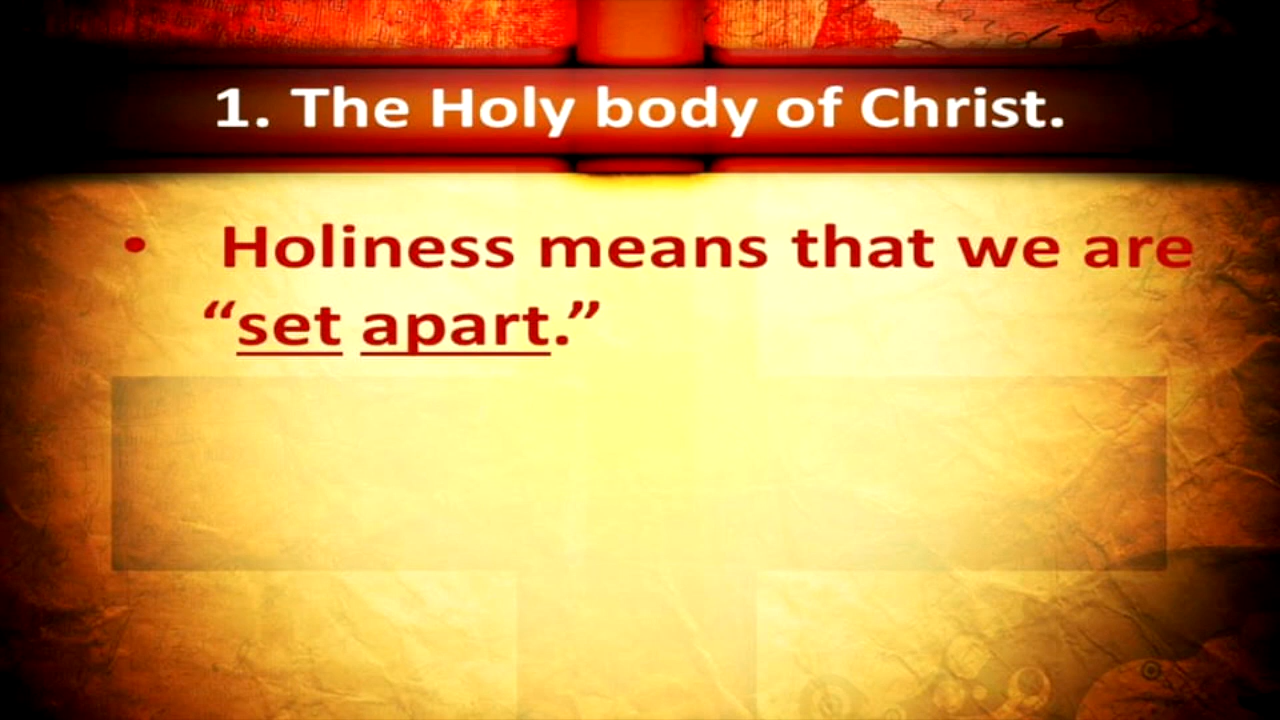 1. The Holy body of Christ.
• Holiness means that we are
“set apart.”